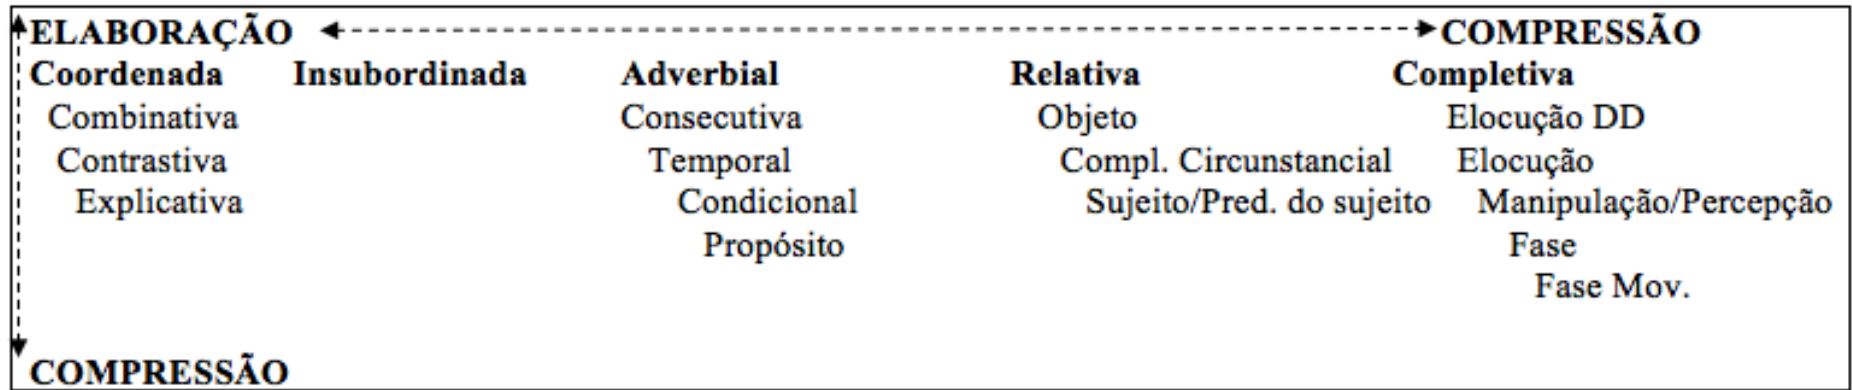 ELABORAÇÃO COMPRESSÃO
Coordenada Insubordinada Adverbial Relativa Completiva
Combinativa Consecutiva Objeto Elocução DD
Contrastiva Temporal Compl. Circunstancial Elocução
Explicativa Condicional Sujeito/Pred. do sujeito Manipulação/Percepção
Propósito Fase
Fase Mov.
COMPRESSÃO